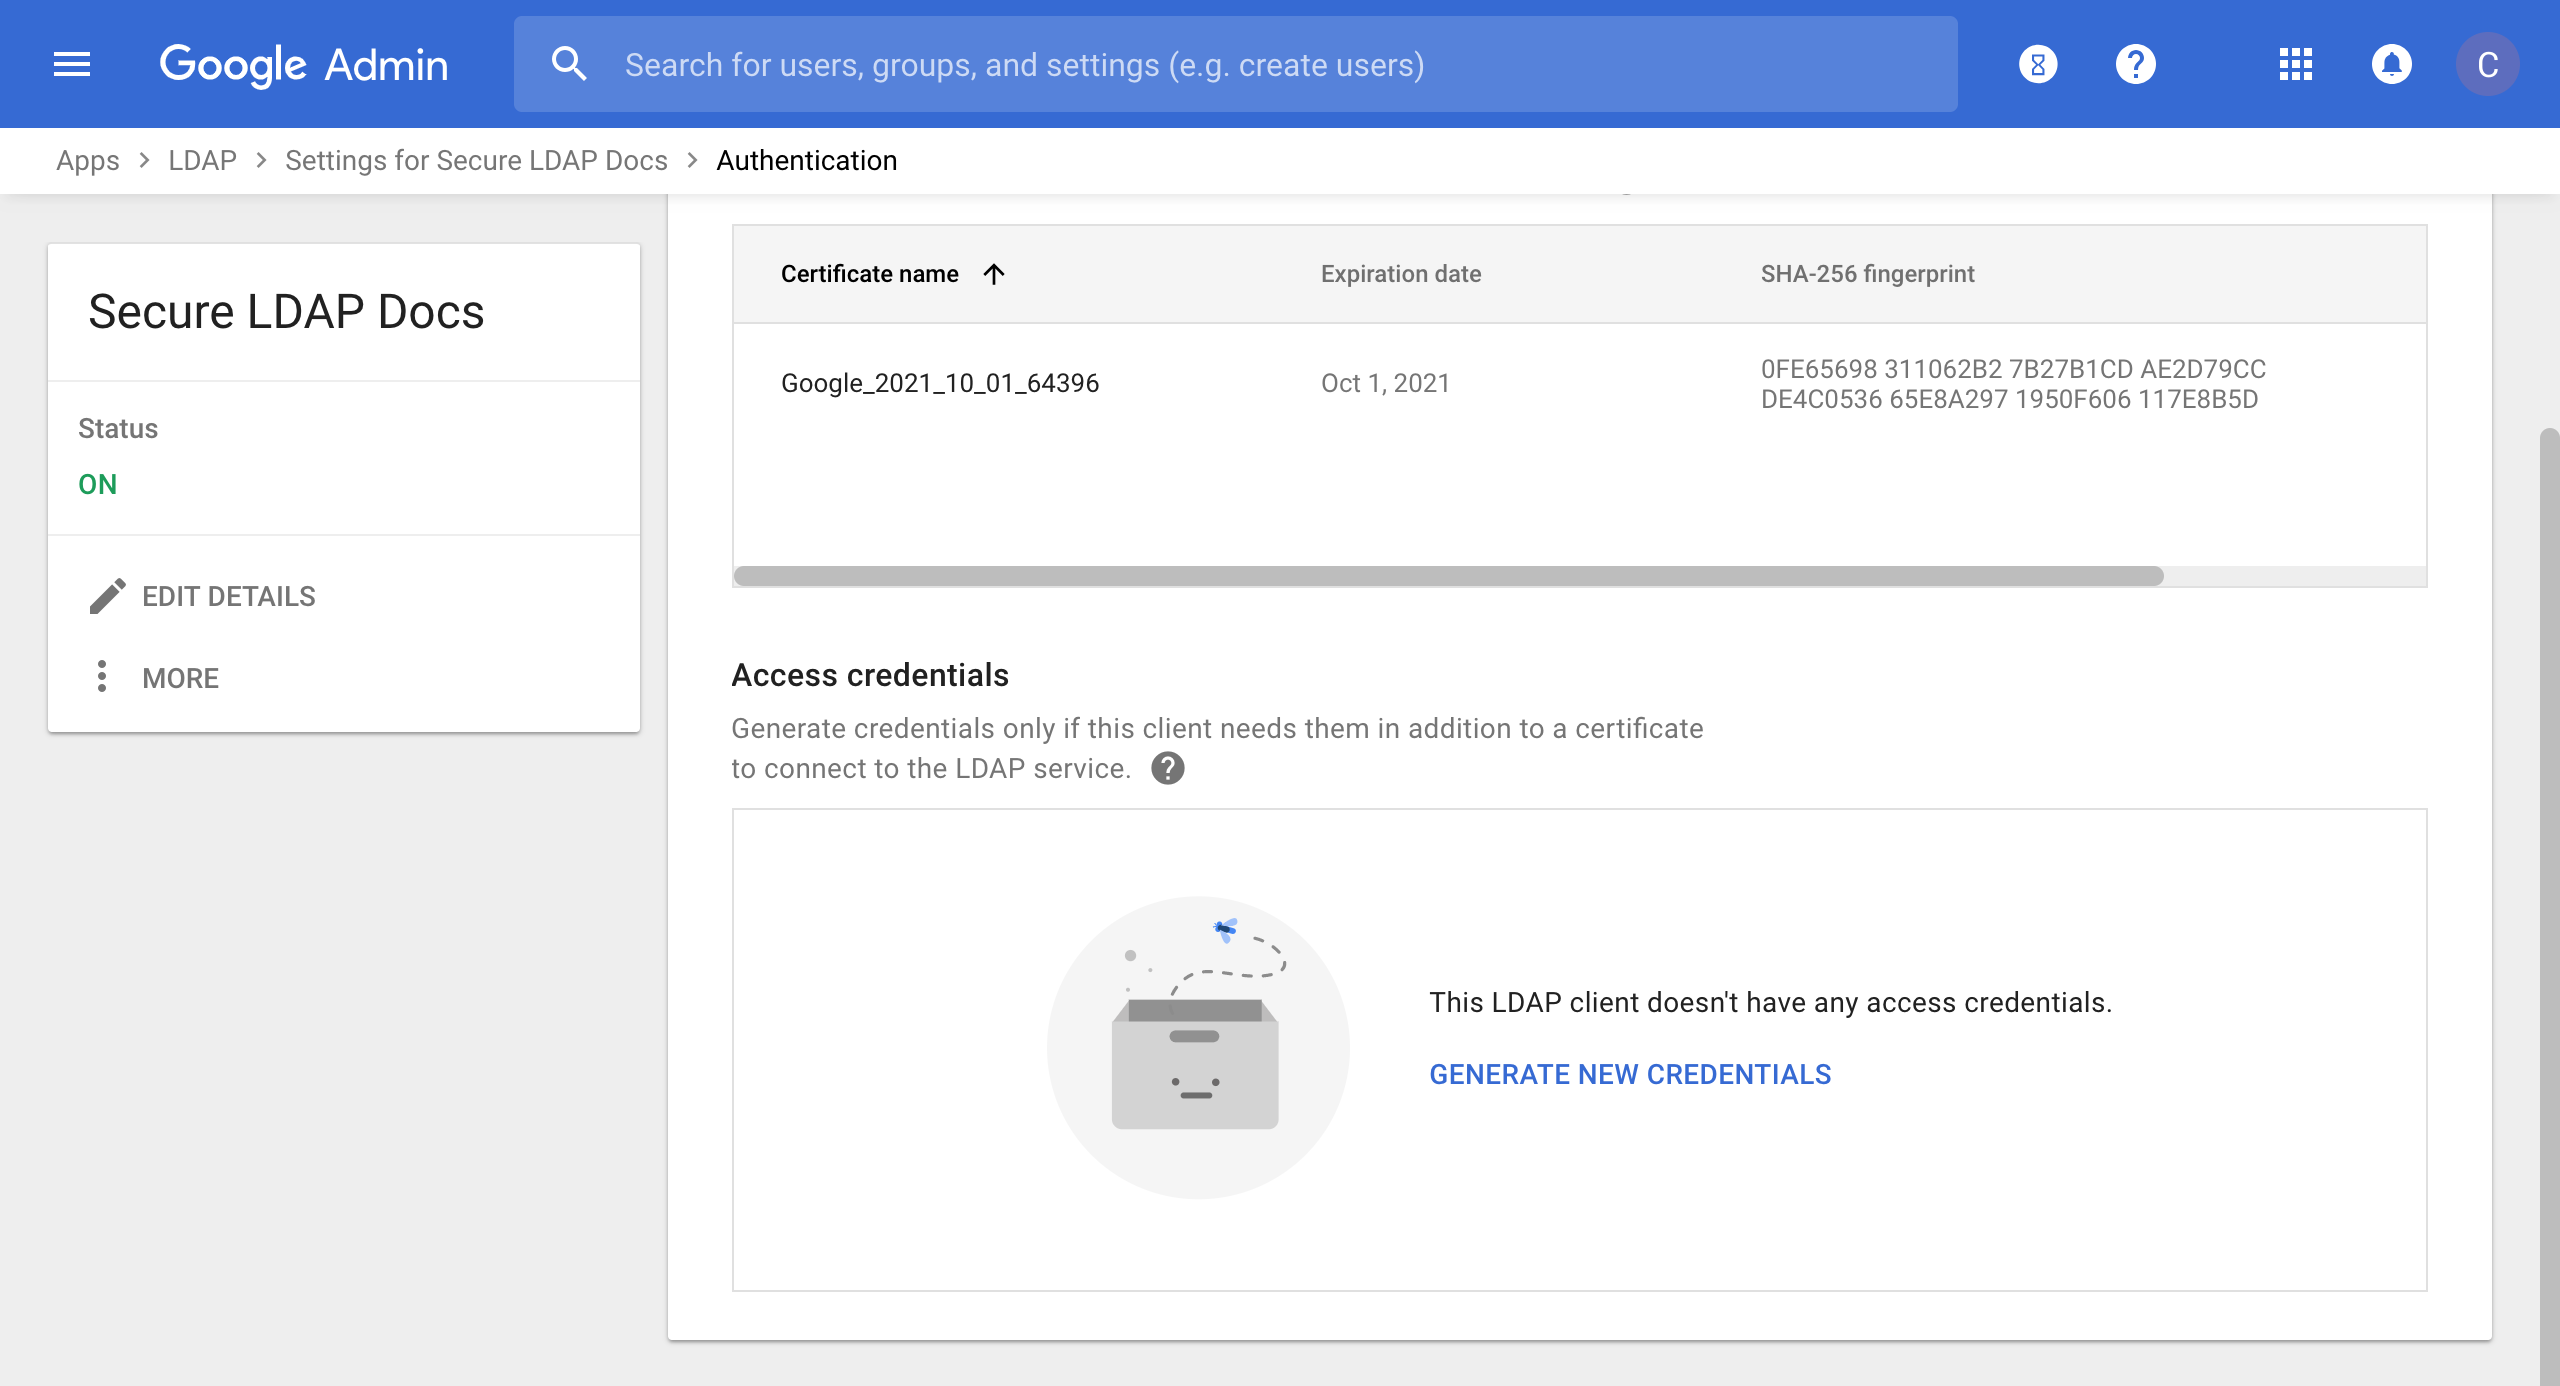 Google Admin
Search for users, groups, and settings (e.g. create users)
C
Apps > LDAP > Settings for Secure LDAP Docs > Authentication
Secure LDAP Docs
Status
ON
EDIT DETAILS
MORE
Certificate name Expiration date SHA-256 fingerprint
Google_2021_10_01_64396 Oct 1, 2021 0FE65698 311062B2 7B27B1CD AE2D79CC
DE4C0536 65E8A297 1950F606 117E8B5D
Access credentials
Generate credentials only if this client needs them in addition to a certificate
to connect to the LDAP service.
This LDAP client doesn't have any access credentials.
GENERATE NEW CREDENTIALS